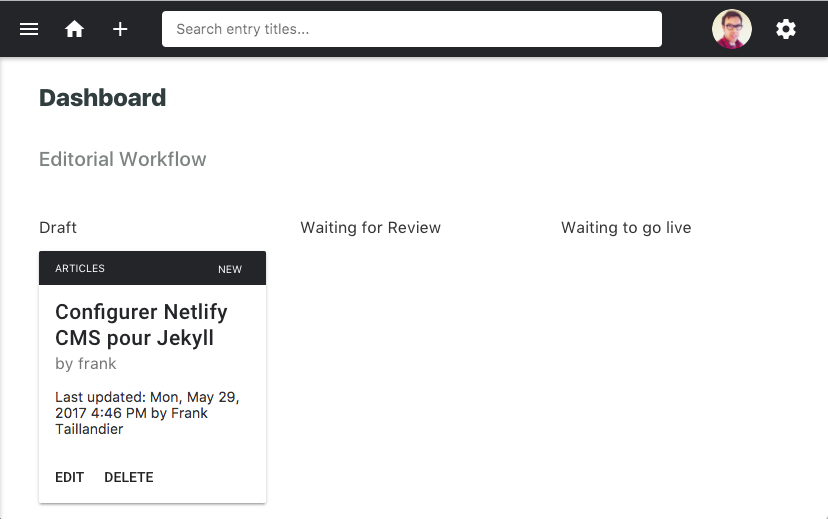 Search entry titles...
Dashboard
Editorial Workflow
Draft
Waiting for Review
Waiting to go live
ARTICLES
NEW
Configurer Netlify
CMS pour Jekyll
by frank
Last updated: Mon, May 29,
2017 4:46 PM by Frank
Taillandier
EDIT
DELETE